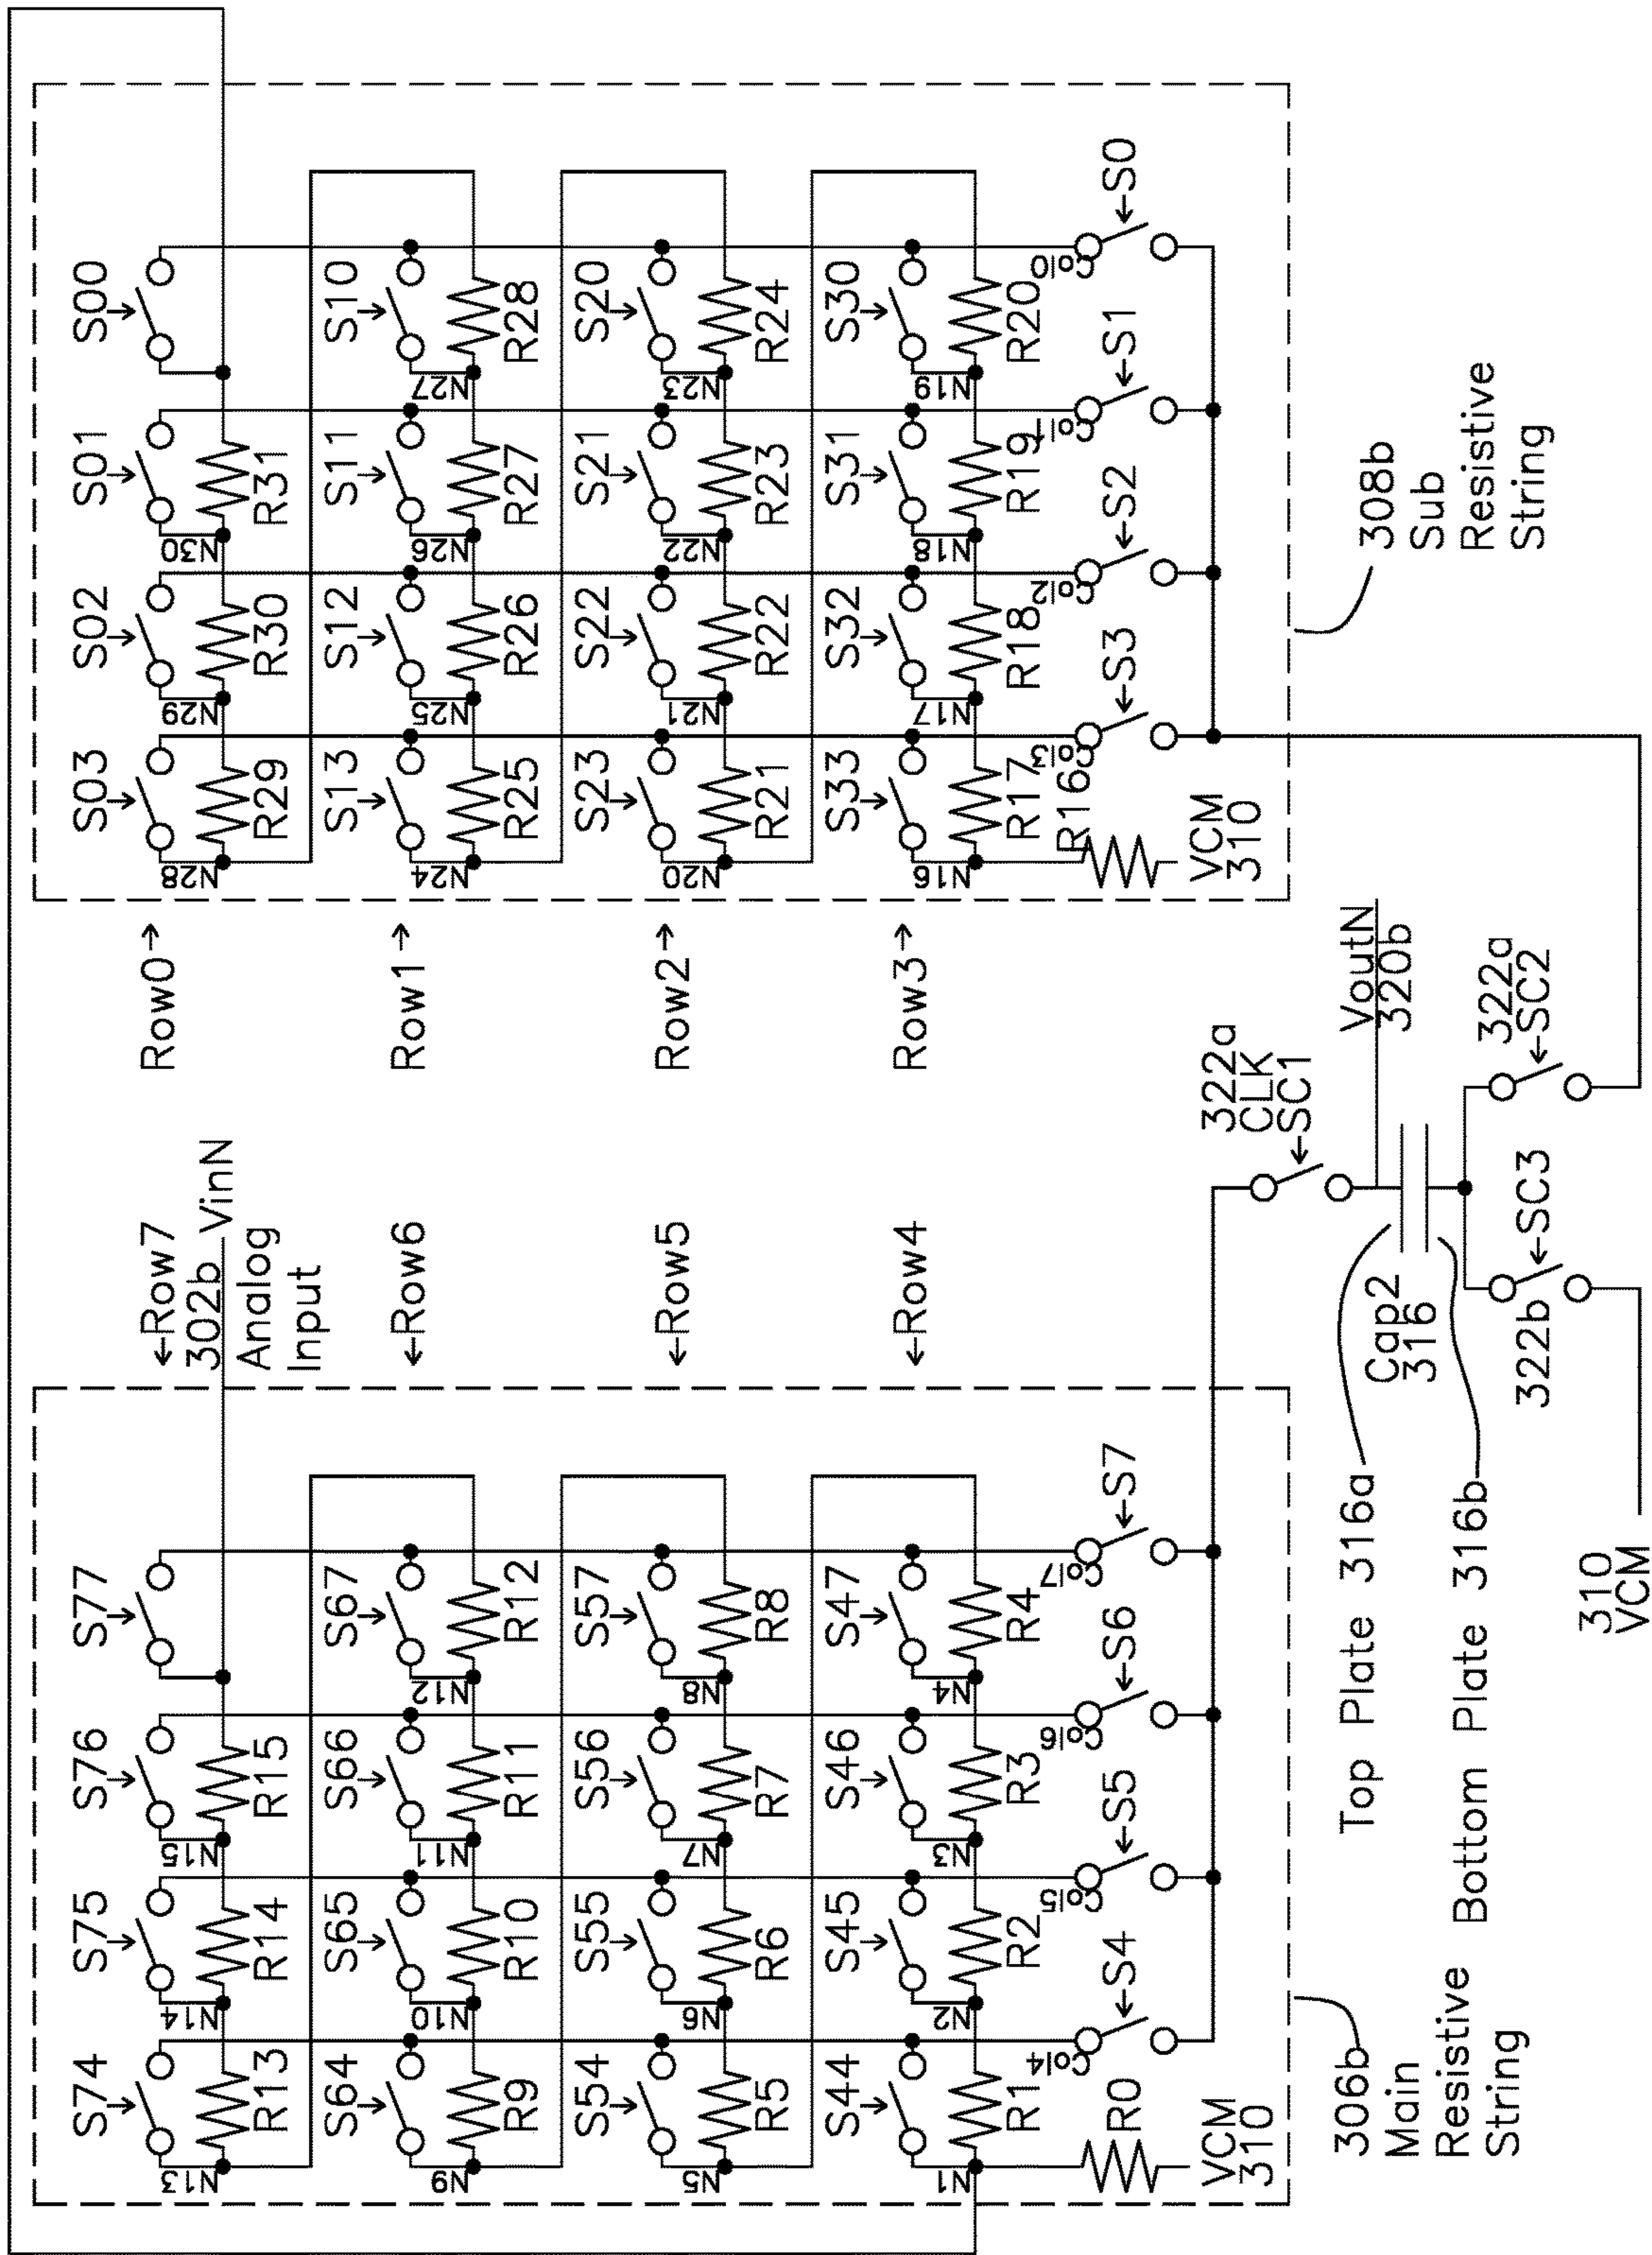 S74 S75 S76 S77
S03 S02 S01 S00
←Row7
Row0→
302b VinN
Analog
Input
N13 N14 N15
N28 N29 N30
R13 R14 R15
R29 R30 R31
S64 S65 S66 S67
S13 S12 S11 S10
←Row6
Row1→
N9 N10 N11 N12
N24 N25 N26 N27
R9 R10 R11 R12
R25 R26 R27 R28
S54 S55 S56 S57
S23 S22 S21 S20
←Row5
Row2→
N5 N6 N7 N8
N20 N21 N22 N23
R5 R6 R7 R8
R21 R22 R23 R24
S44 S45 S46 S47
S33 S32 S31 S30
←Row4
Row3→
N1 N2 N3 N4
N16 N17 N18 N19
R1 R2 R3 R4
R17 R18 R19 R20
Col4 Col5 Col6 Col7
Col3 Col2 Col1 Col0
R0
R16
S4 S5 S6 S7
S3 S2 S1 S0
VCM
310
VCM
310
322a
CLK
SC1
306b
Main
Resistive
String
308b
Sub
Resistive
String
Top Plate 316a
Cap2
316
VoutN
320b
Bottom Plate 316b
322b
SC3
322a
SC2
310
VCM